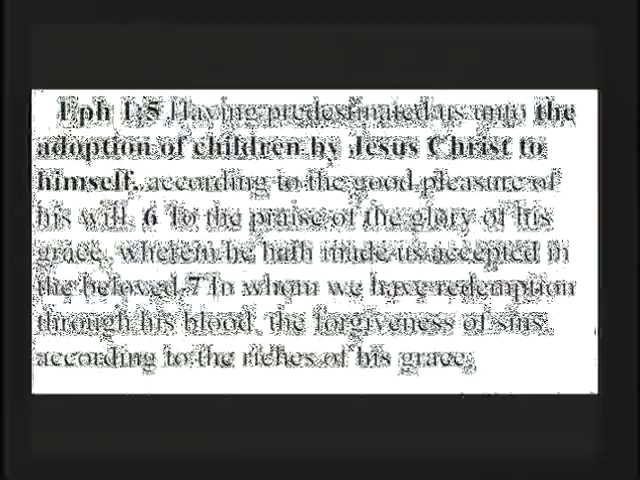 Eph 1:5 Having predestinated us unto the
adoption of children by Jesus Christ to
himself, according to the good pleasure of
his will, 6 To the praise of the glory of his
grace, wherein he hath made us accepted in
the beloved. 7 In whom we have redemption
through his blood, the forgiveness of sins,
according to the riches of his grace;